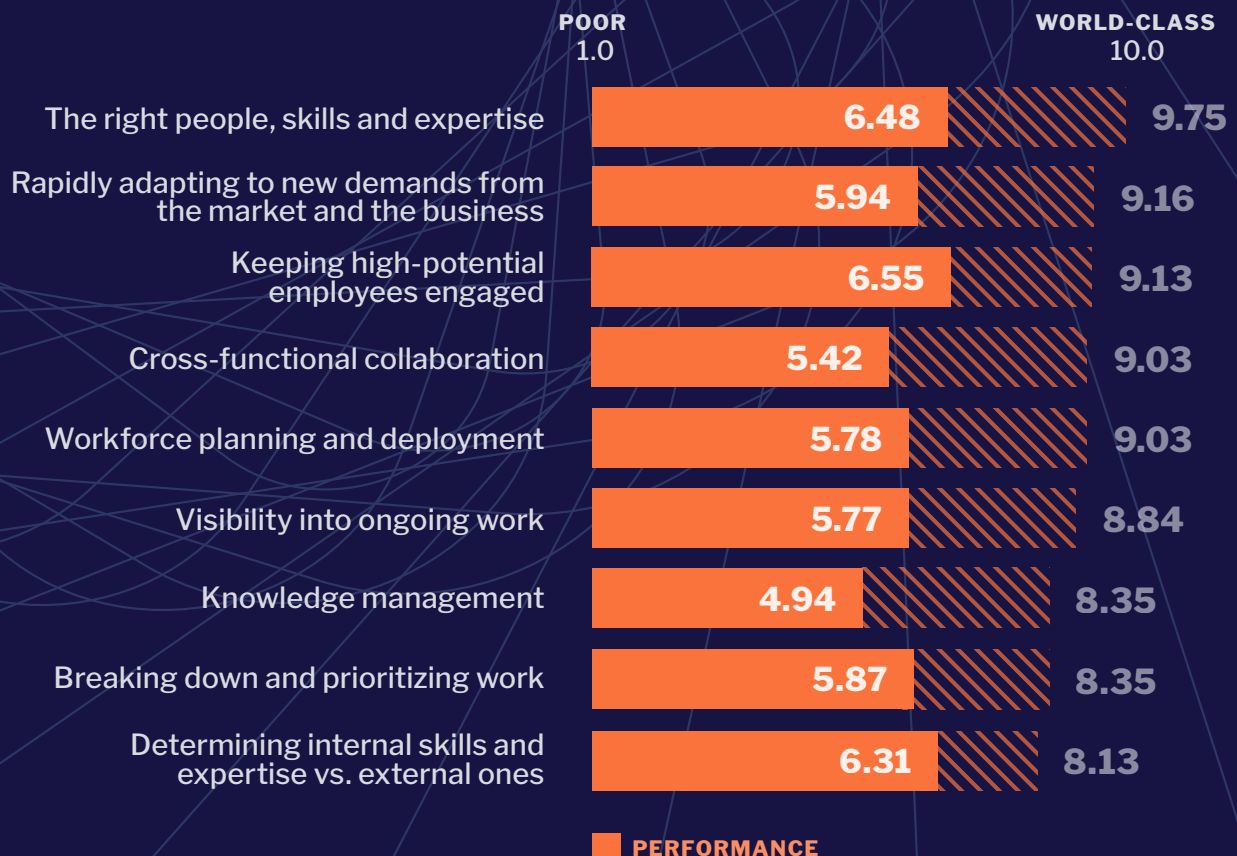 POOR
1.0
WORLD-CLASS
10.0
The right people, skills and expertise
6.48
9.75
Rapidly adapting to new demands from
the market and the business
5.94
9.16
Keeping high-potential
employees engaged
6.55
9.13
Cross-functional collaboration
5.42
9.03
Workforce planning and deployment
5.78
9.03
Visibility into ongoing work
5.77
8.84
Knowledge management
4.94
8.35
Breaking down and prioritizing work
5.87
8.35
Determining internal skills and
expertise vs. external ones
6.31
8.13
PERFORMANCE